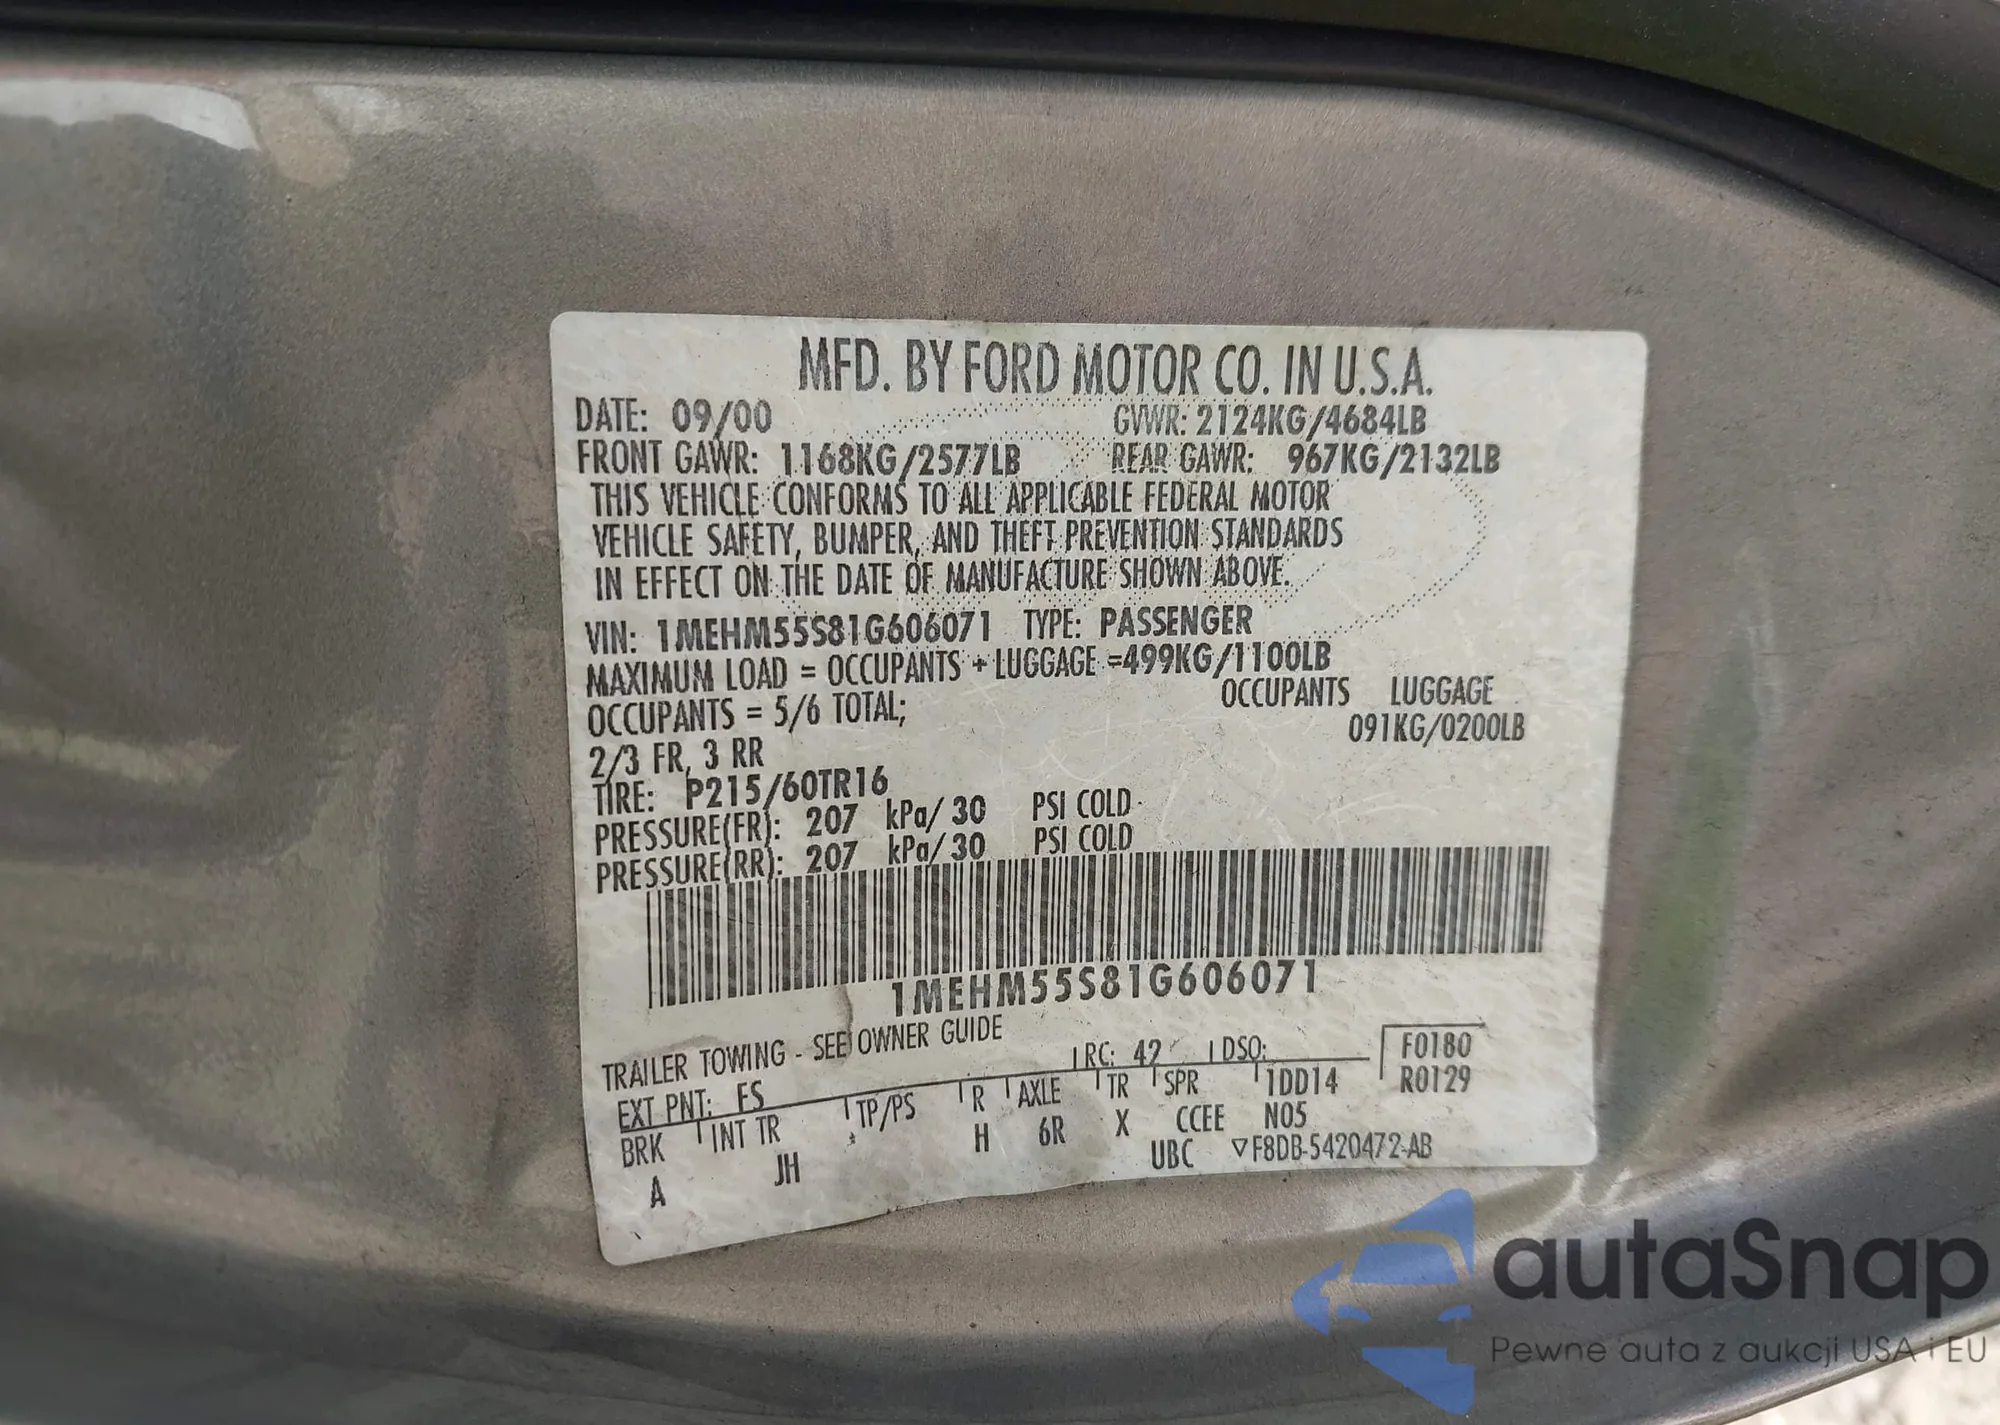 MFD. BY FORD MOTOR CO. IN U.S.A.
DATE: 09/00 GVWR: 2124KG/4684LB
FRONT GAWR: 1168KG/2577LB REAR GAWR: 967KG/2132LB
THIS VEHICLE CONFORMS TO ALL APPLICABLE FEDERAL MOTOR
VEHICLE SAFETY, BUMPER, AND THEFT PREVENTION STANDARDS
IN EFFECT ON THE DATE OF MANUFACTURE SHOWN ABOVE.
VIN: 1MEHM55S81G606071 TYPE: PASSENGER
MAXIMUM LOAD = OCCUPANTS + LUGGAGE =499KG/1100LB
OCCUPANTS = 5/6 TOTAL; OCCUPANTS LUGGAGE
2/3 FR, 3 RR 091KG/0200LB
TIRE: P215/60TR16
PRESSURE(FR): 207 kPa/ 30 PSI COLD
PRESSURE(RR): 207 kPa/ 30 PSI COLD
1MEHM55S81G606071
TRAILER TOWING - SEE OWNER GUIDE
EXT PNT: FS RC: 42 DSO: F0180
BRK INT TR TP/PS R AXLE TR SPR 1DD14 R0129
A JH H 6R X CCEE N05
UBC ▽F8DB-5420472-AB
autaSnap
Pewne auta z aukcji USA i EU